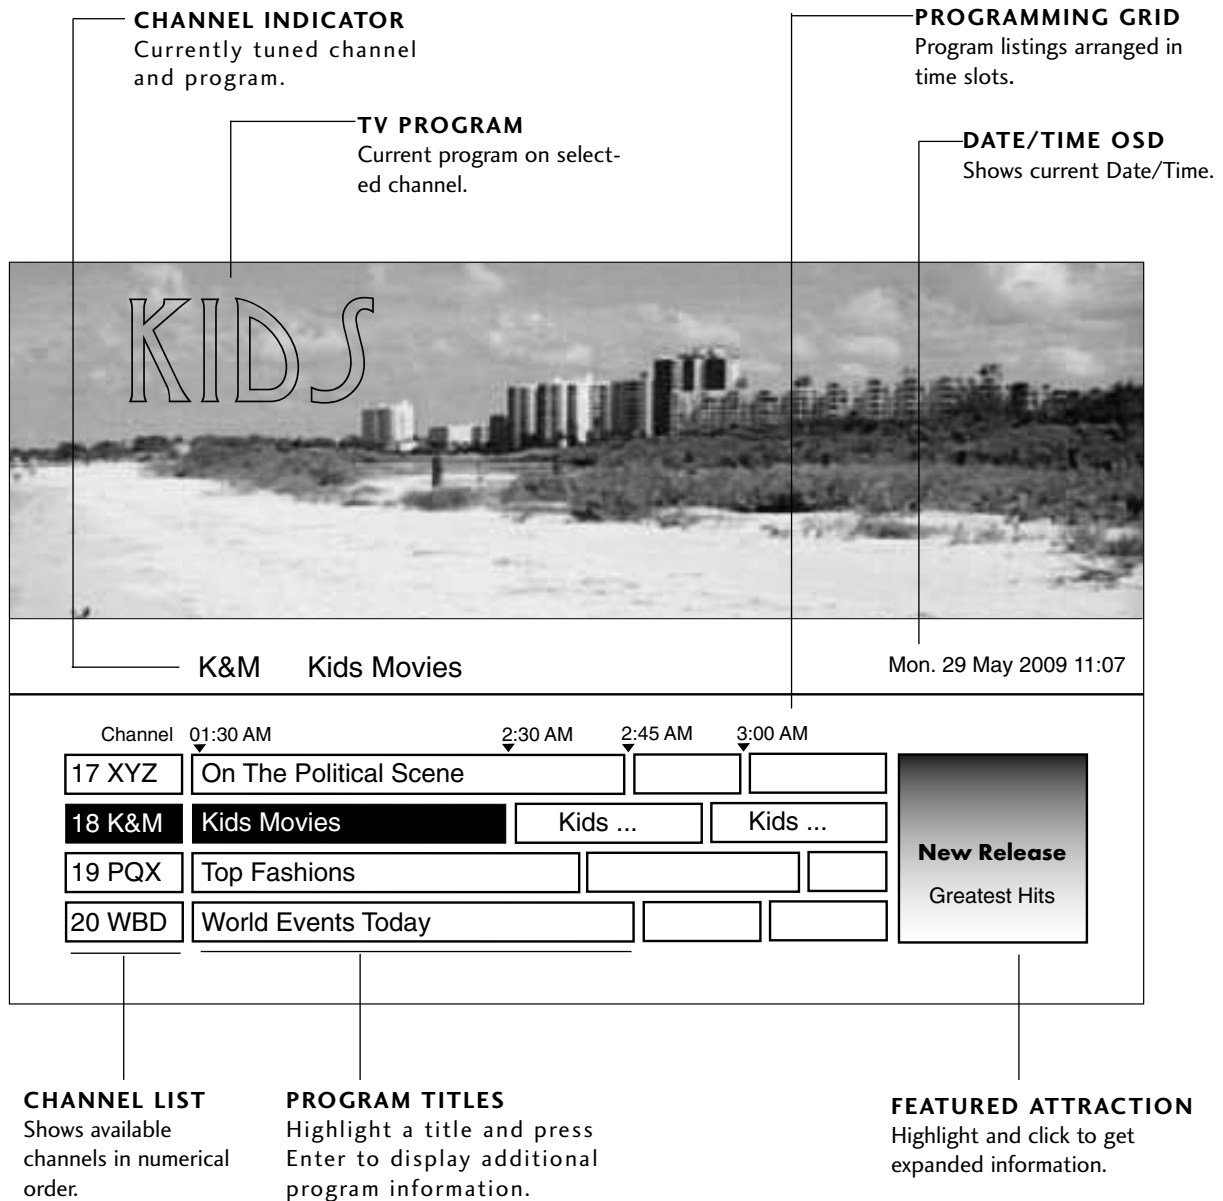 CHANNEL INDICATOR
Currently tuned channel
and program.
PROGRAMMING GRID
Program listings arranged in
time slots.
TV PROGRAM
Current program on select-
ed channel.
DATE/TIME OSD
Shows current Date/Time.
KIDS
K&M Kids Movies
Mon. 29 May 2009 11:07
Channel 01:30 AM 2:30 AM 2:45 AM 3:00 AM
17 XYZ On The Political Scene
18 K&M Kids Movies Kids ... Kids ...
19 PQX Top Fashions
20 WBD World Events Today
New Release
Greatest Hits
CHANNEL LIST
Shows available
channels in numerical
order.
PROGRAM TITLES
Highlight a title and press
Enter to display additional
program information.
FEATURED ATTRACTION
Highlight and click to get
expanded information.